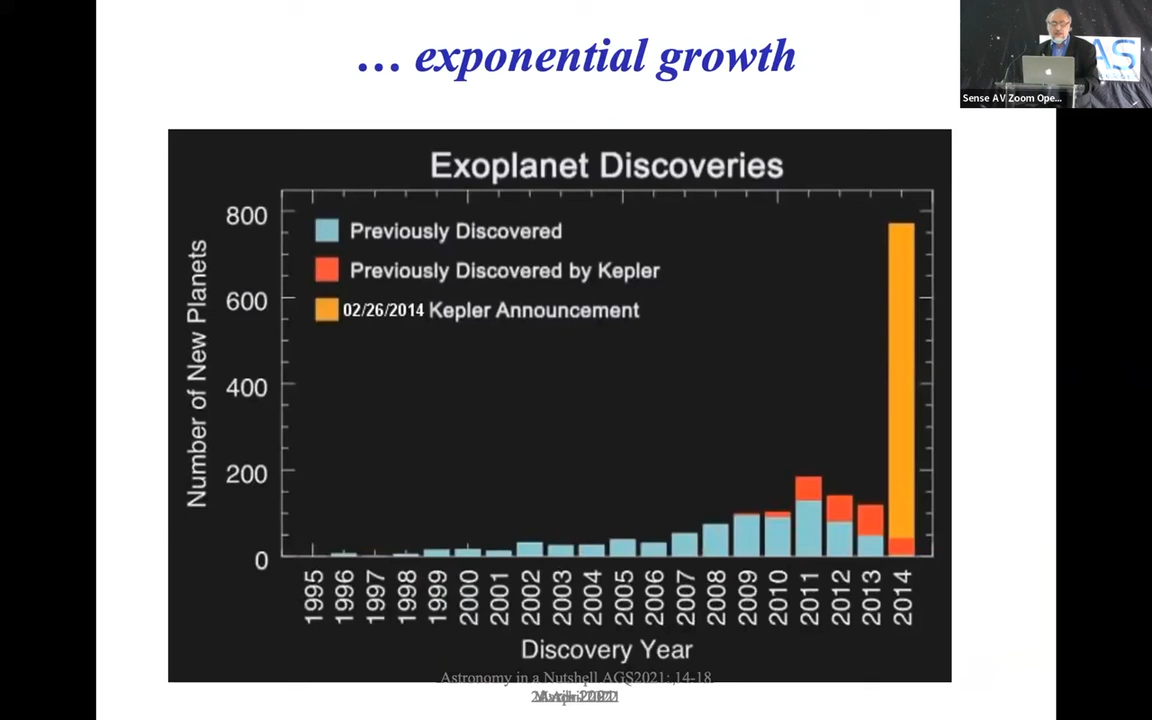 … exponential growth
AS
Sense AV Zoom Ope...
Exoplanet Discoveries
Previously Discovered
Previously Discovered by Kepler
02/26/2014 Kepler Announcement
Number of New Planets
800
600
400
200
0
1995 1996 1997 1998 1999 2000 2001 2002 2003 2004 2005 2006 2007 2008 2009 2010 2011 2012 2013 2014
Discovery Year
Astronomy in a Nutshell AGS2021: ,14-18